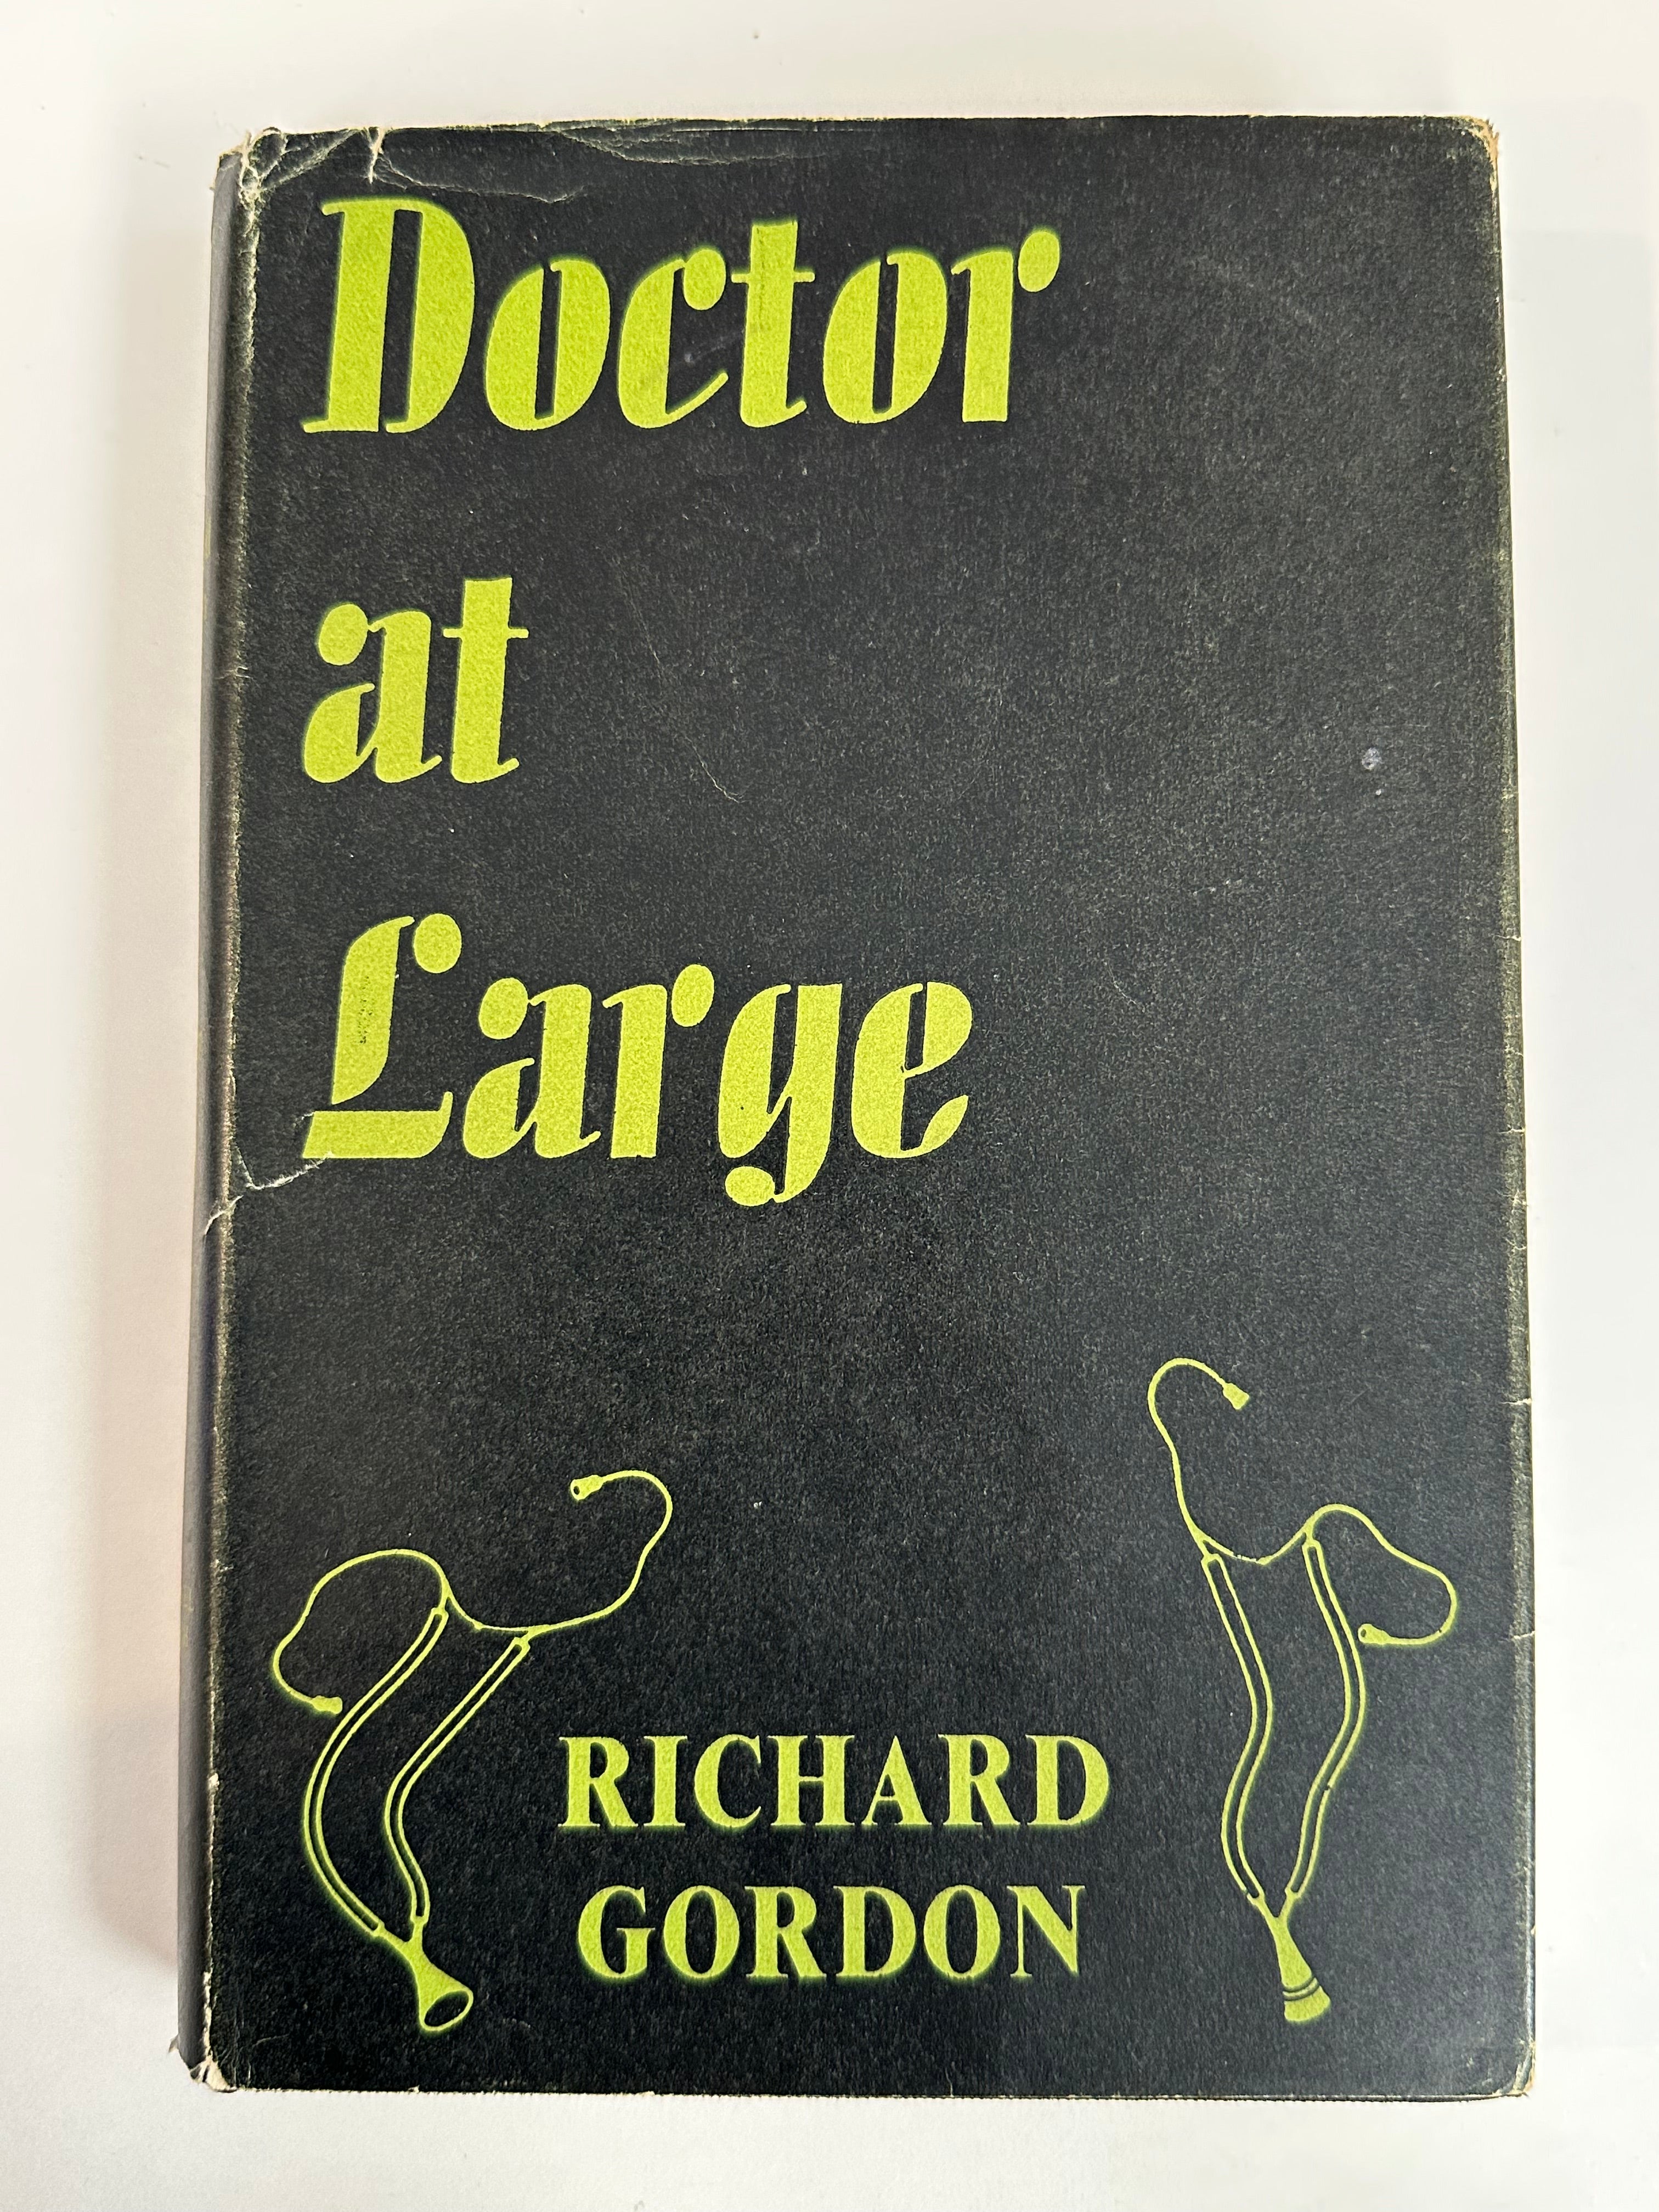 Doctor
at
Large
RICHARD
GORDON